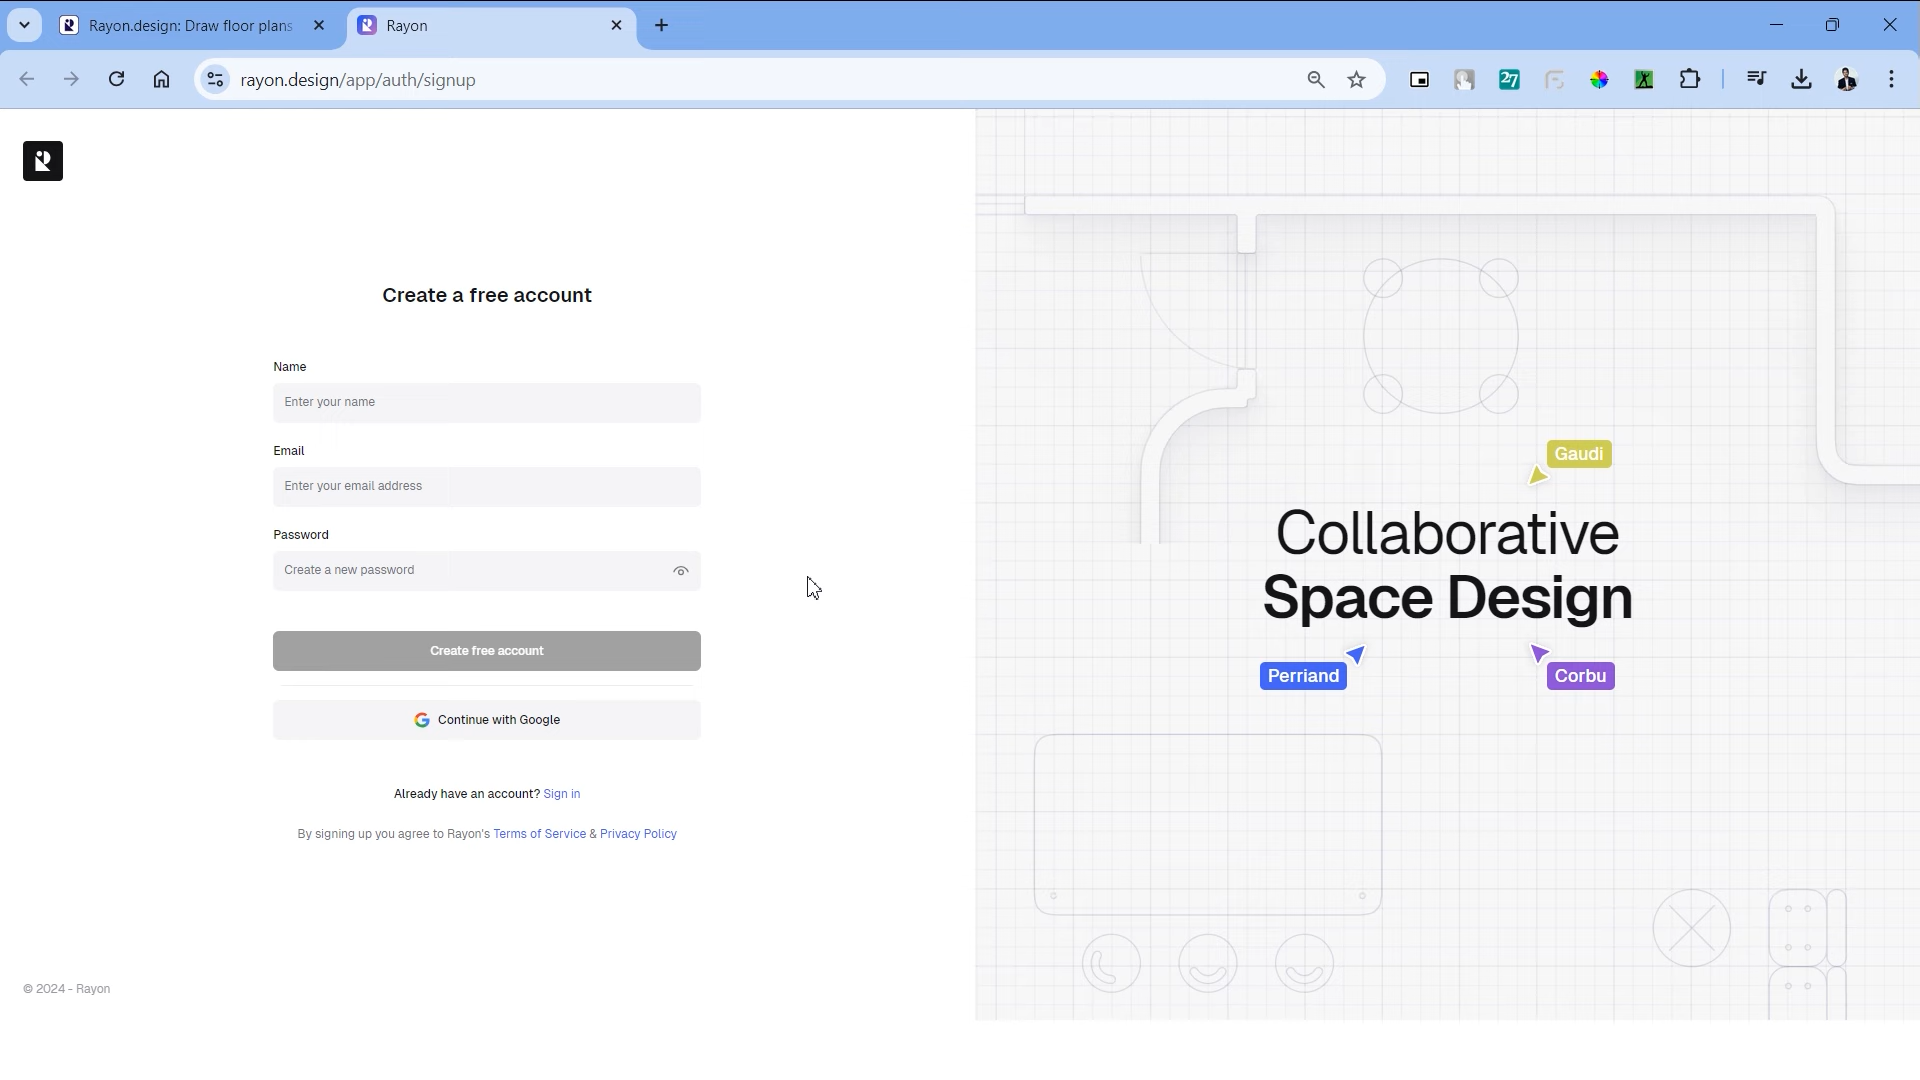 Rayon.design: Draw floor plans
Rayon
rayon.design/app/auth/signup
27
Create a free account
Name
Enter your name
Email
Enter your email address
Password
Create a new password
Create free account
Continue with Google
Already have an account? Sign in
By signing up you agree to Rayon's Terms of Service & Privacy Policy
© 2024 - Rayon
Gaudi
Collaborative
Space Design
Perriand
Corbu